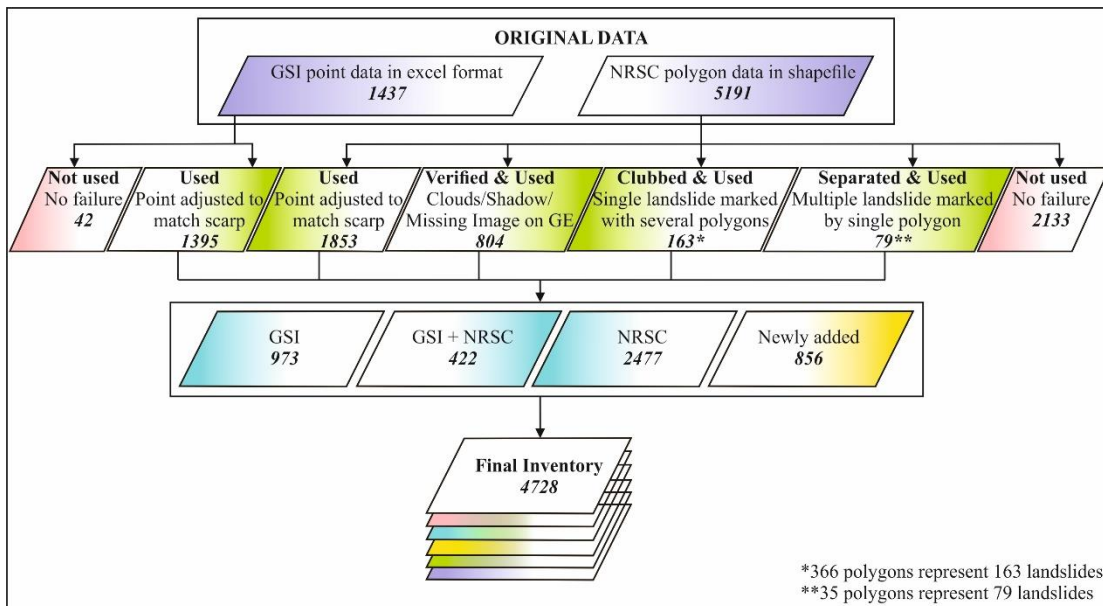 ORIGINAL DATA
GSI point data in excel format
1437
NRSC polygon data in shapefile
5191
Not used
No failure
42
Used
Point adjusted to
match scarp
1395
Used
Point adjusted to
match scarp
1853
Verified & Used
Clouds/Shadow/
Missing Image on GE
804
Clubbed & Used
Single landslide marked
with several polygons
163*
Separated & Used
Multiple landslide marked
by single polygon
79**
Not used
No failure
2133
GSI
973
GSI + NRSC
422
NRSC
2477
Newly added
856
Final Inventory
4728
*366 polygons represent 163 landslides
**35 polygons represent 79 landslides